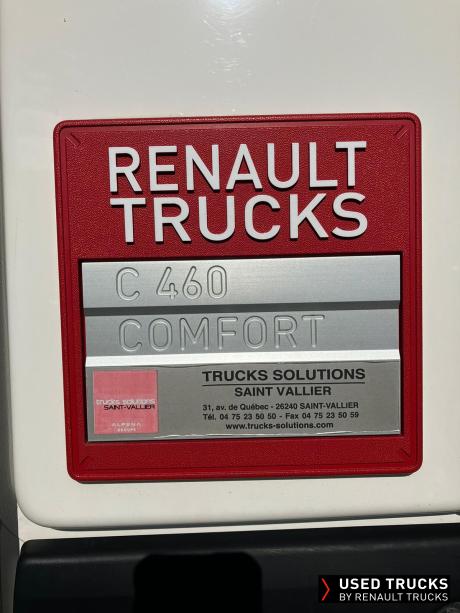 RENAULT
TRUCKS
C 460
COMFORT
trucks solutions
SAINT-VALLIER
ALPENA
GROUPE
TRUCKS SOLUTIONS
SAINT VALLIER
31, av. de Québec - 26240 SAINT-VALLIER
Tél. 04 75 23 50 50 - Fax 04 75 23 50 59
www.trucks-solutions.com
USED TRUCKS
BY RENAULT TRUCKS